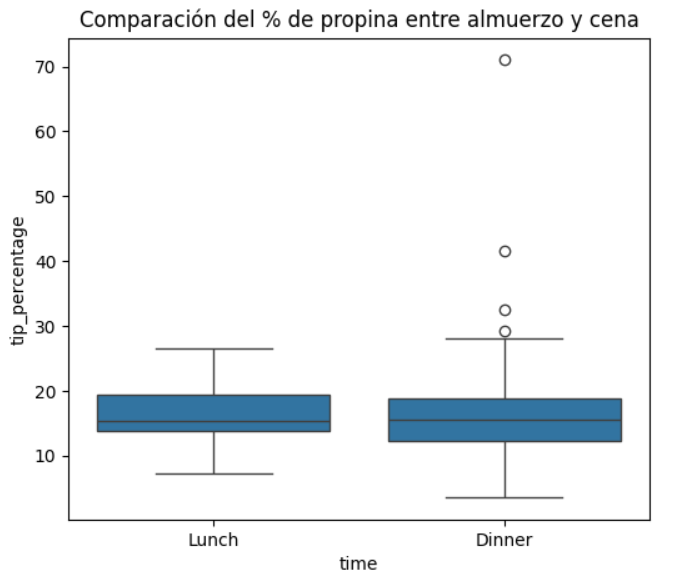 Comparación del % de propina entre almuerzo y cena
70
60
50
40
30
20
10
tip_percentage
Lunch
Dinner
time